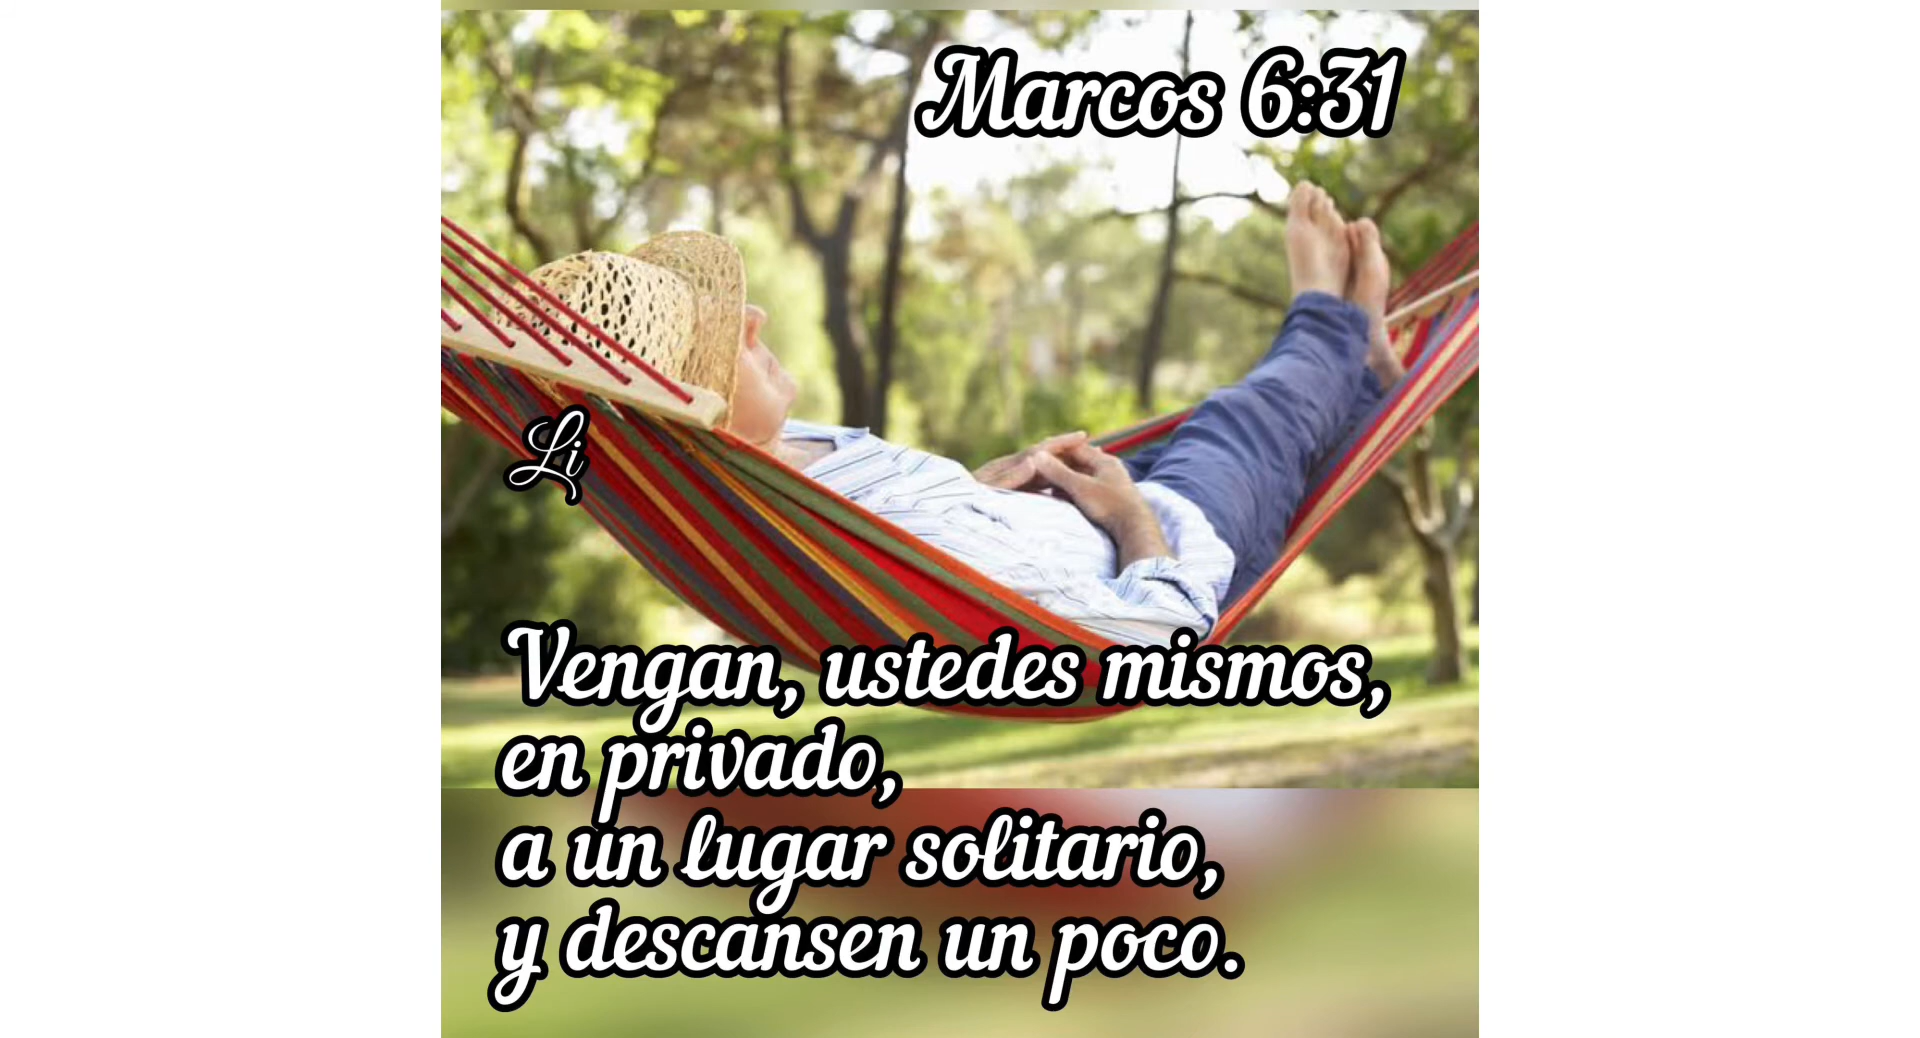 Marcos 6:31
Li
Vengan, ustedes mismos,
en privado,
a un lugar solitario,
y descansen un poco.